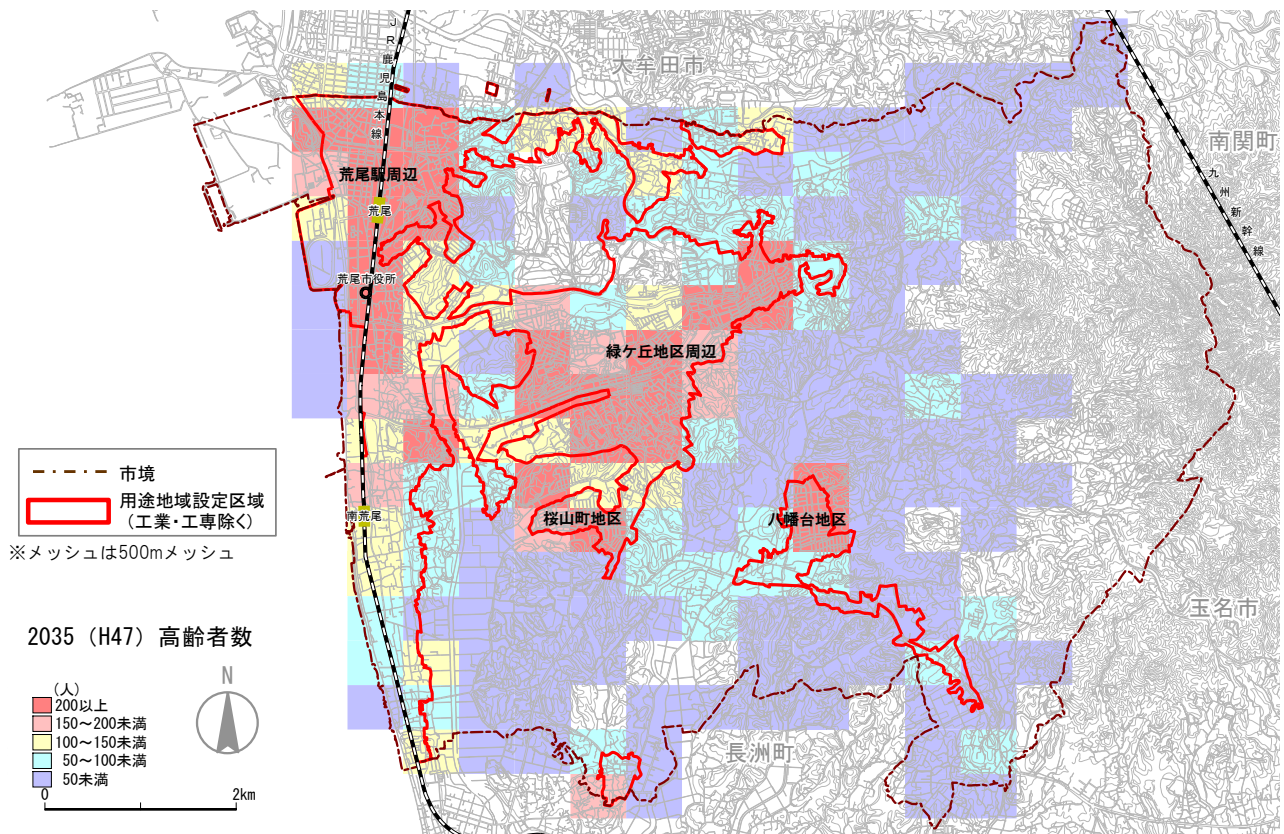 JR鹿児島本線
大牟田市
南関町
九州新幹線
荒尾駅周辺
荒尾
荒尾市役所
緑ケ丘地区周辺
市境
用途地域設定区域
（工業・工専除く）
※メッシュは500mメッシュ
南荒尾
桜山町地区
八幡台地区
玉名市
長洲町
2035（H47）高齢者数
N
（人）
200以上
150～200未満
100～150未満
50～100未満
50未満
0
2km